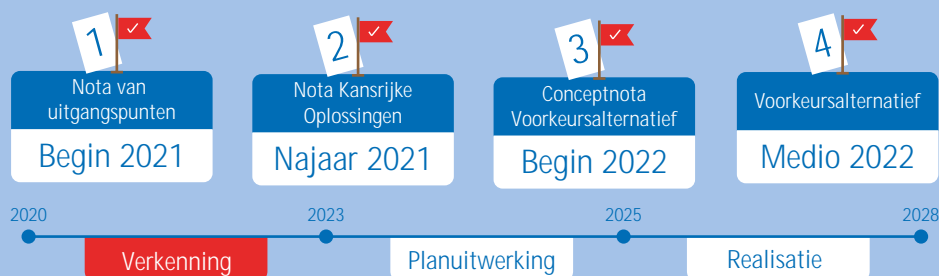 1
Nota van
uitgangspunten
Begin 2021
2
Nota Kansrijke
Oplossingen
Najaar 2021
3
Conceptnota
Voorkeursalternatief
Begin 2022
4
Voorkeursalternatief
Medio 2022
2020
2023
2025
2028
Verkenning
Planuitwerking
Realisatie